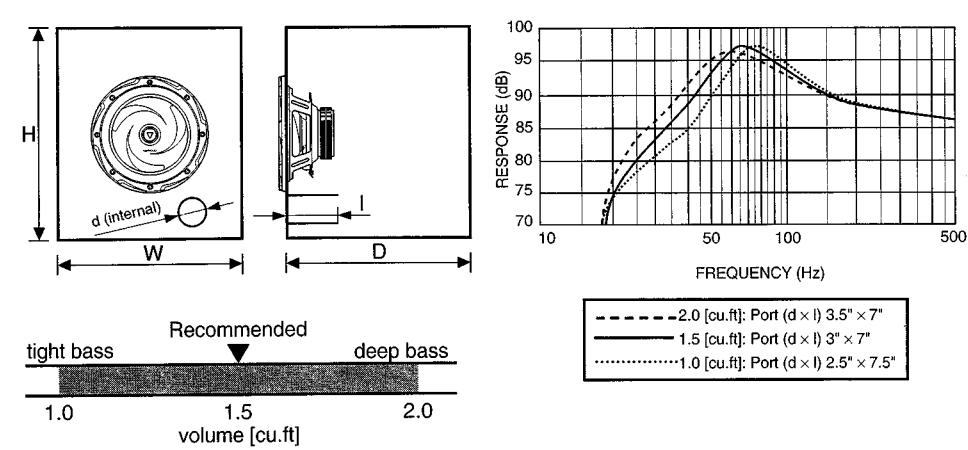 H
W
d (internal)
l
D
RESPONSE (dB)
100
95
90
85
80
75
70
10
50
100
500
FREQUENCY (Hz)
2.0 [cu.ft]: Port (d × l) 3.5" × 7"
1.5 [cu.ft]: Port (d × l) 3" × 7"
1.0 [cu.ft]: Port (d × l) 2.5" × 7.5"
Recommended
tight bass
deep bass
1.0
1.5
2.0
volume [cu.ft]